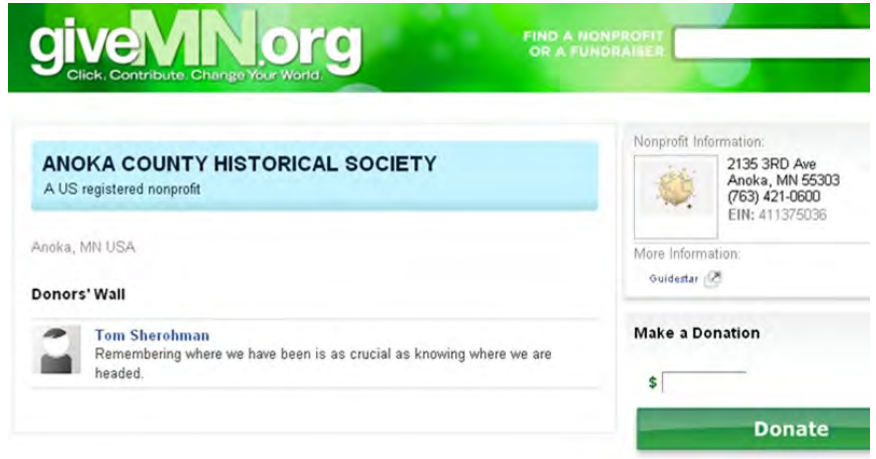 giveMN.org
Click. Contribute. Change Your World.
FIND A NONPROFIT
OR A FUNDRAISER
ANOKA COUNTY HISTORICAL SOCIETY
A US registered nonprofit
Anoka, MN USA
Donors' Wall
Tom Sherohman
Remembering where we have been is as crucial as knowing where we are
headed.
Nonprofit Information:
2135 3RD Ave
Anoka, MN 55303
(763) 421-0600
EIN: 411375036
More Information:
Guidestar
Make a Donation
$
Donate